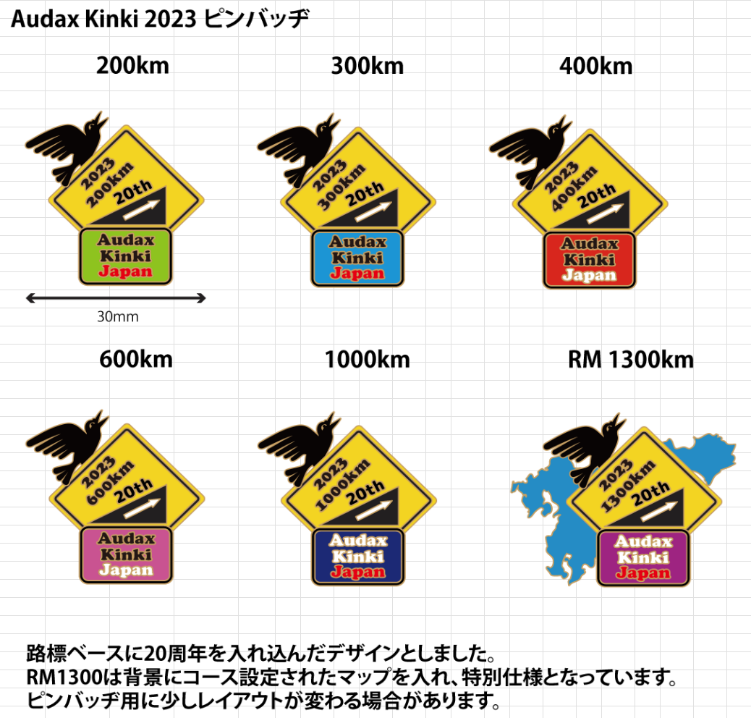 Audax Kinki 2023 ピンバッヂ
200km
300km
400km
2023
200km
20th
Audax
Kinki
Japan
2023
300km
20th
Audax
Kinki
Japan
2023
400km
20th
Audax
Kinki
Japan
30mm
600km
1000km
RM 1300km
2023
600km
20th
Audax
Kinki
Japan
2023
1000km
20th
Audax
Kinki
Japan
2023
1300km
20th
Audax
Kinki
Japan
路標ベースに20周年を入れ込んだデザインとしました。
RM1300は背景にコース設定されたマップを入れ、特別仕様となっています。
ピンバッヂ用に少しレイアウトが変わる場合があります。